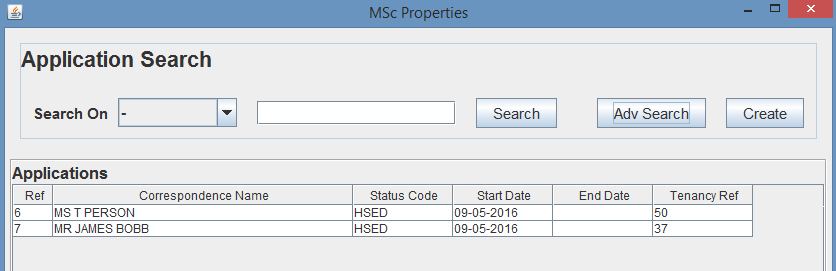 MSc Properties
Application Search
Search On - Search Adv Search Create
Applications
Ref Correspondence Name Status Code Start Date End Date Tenancy Ref
6 MS T PERSON HSED 09-05-2016 50
7 MR JAMES BOBB HSED 09-05-2016 37